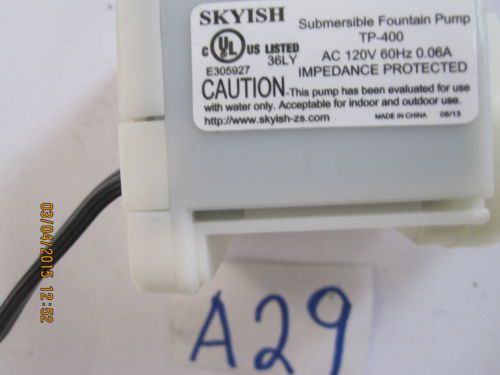 SKYISH
Submersible Fountain Pump
TP-400
C UL US LISTED
36LY
E305927
AC 120V 60Hz 0.06A
IMPEDANCE PROTECTED
CAUTION-This pump has been evaluated for use
with water only. Acceptable for indoor and outdoor use.
http://www.skyish-zs.com
MADE IN CHINA
08/13
03/04/2015 12:52
A29